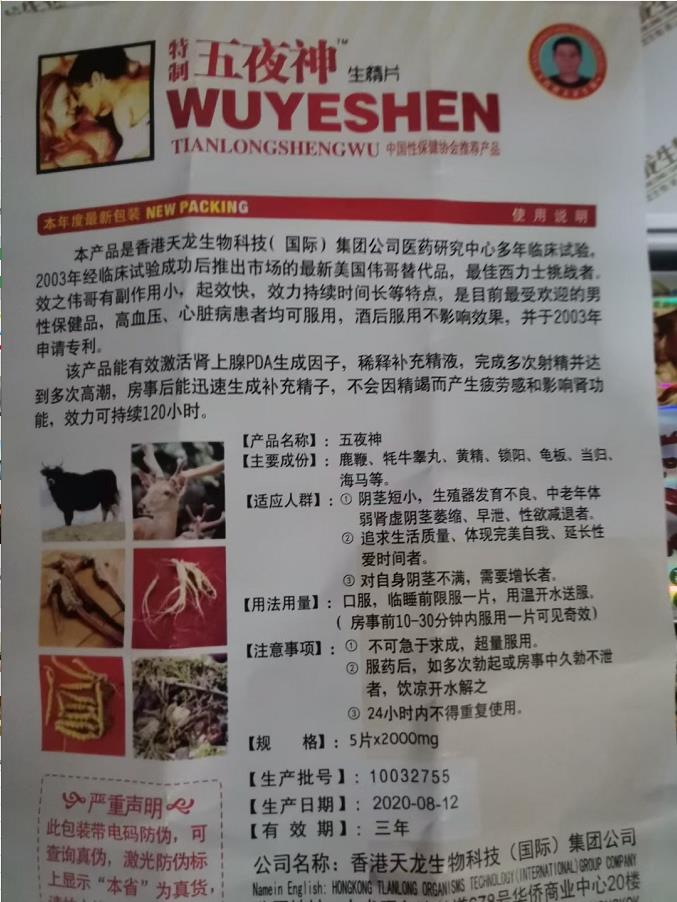 特制 五夜神™ 生精片
WUYESHEN
TIANLONGSHENGWU 中国性保健协会推荐产品
本年度最新包装 NEW PACKING 使用说明
本产品是香港天龙生物科技(国际)集团公司医药研究中心多年临床试验，
2003年经临床试验成功后推出市场的最新美国伟哥替代品，最佳西力士挑战者。
效之伟哥有副作用小，起效快，效力持续时间长等特点，是目前最受欢迎的男
性保健品，高血压、心脏病患者均可服用，酒后服用不影响效果，并于2003年
申请专利。
该产品能有效激活肾上腺PDA生成因子，稀释补充精液，完成多次射精并达
到多次高潮，房事后能迅速生成补充精子，不会因精竭而产生疲劳感和影响肾功
能，效力可持续120小时。
【产品名称】：五夜神
【主要成份】：鹿鞭、牦牛睾丸、黄精、锁阳、龟板、当归、
海马等。
【适应人群】：① 阴茎短小，生殖器发育不良、中老年体
弱肾虚阴茎萎缩、早泄、性欲减退者。
② 追求生活质量、体现完美自我、延长性
爱时间者。
③ 对自身阴茎不满，需要增长者。
【用法用量】：口服，临睡前限服一片，用温开水送服。
(房事前10-30分钟内服用一片可见奇效)
【注意事项】：① 不可急于求成，超量服用。
② 服药后，如多次勃起或房事中久勃不泄
者，饮凉开水解之
③ 24小时内不得重复使用。
【规 格】：5片x2000mg
【生产批号】：10032755
【生产日期】：2020-08-12
【有 效 期】：三年
公司名称：香港天龙生物科技（国际）集团公司
Namein English: HONGKONG TLANLONG ORGANISMS TECHNOLOGY(INTERNATIONAL)GROUP COMPANY
道278号华侨商业中心20楼
严重声明
此包装带电码防伪，可
查询真伪，激光防伪标
上显示“本省”为真货，